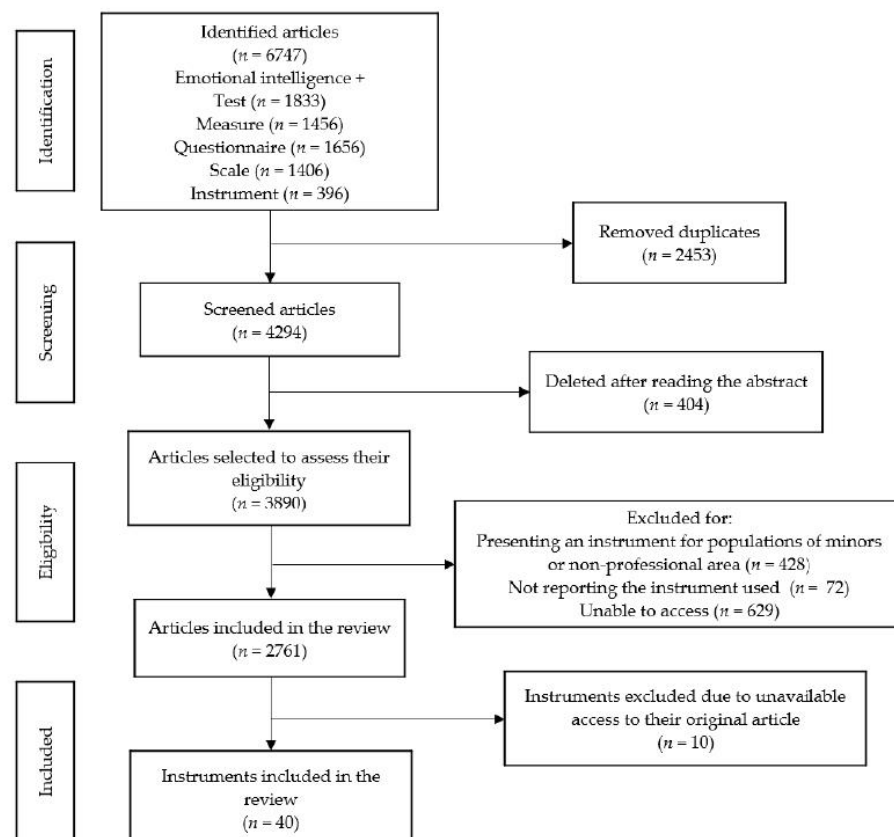 Identification
Identified articles
(n = 6747)
Emotional intelligence +
Test (n = 1833)
Measure (n = 1456)
Questionnaire (n = 1656)
Scale (n = 1406)
Instrument (n = 396)
Removed duplicates
(n = 2453)
Screening
Screened articles
(n = 4294)
Deleted after reading the abstract
(n = 404)
Eligibility
Articles selected to assess their
eligibility
(n = 3890)
Excluded for:
Presenting an instrument for populations of minors
or non-professional area (n = 428)
Not reporting the instrument used (n = 72)
Unable to access (n = 629)
Articles included in the review
(n = 2761)
Included
Instruments excluded due to unavailable
access to their original article
(n = 10)
Instruments included in the
review
(n = 40)